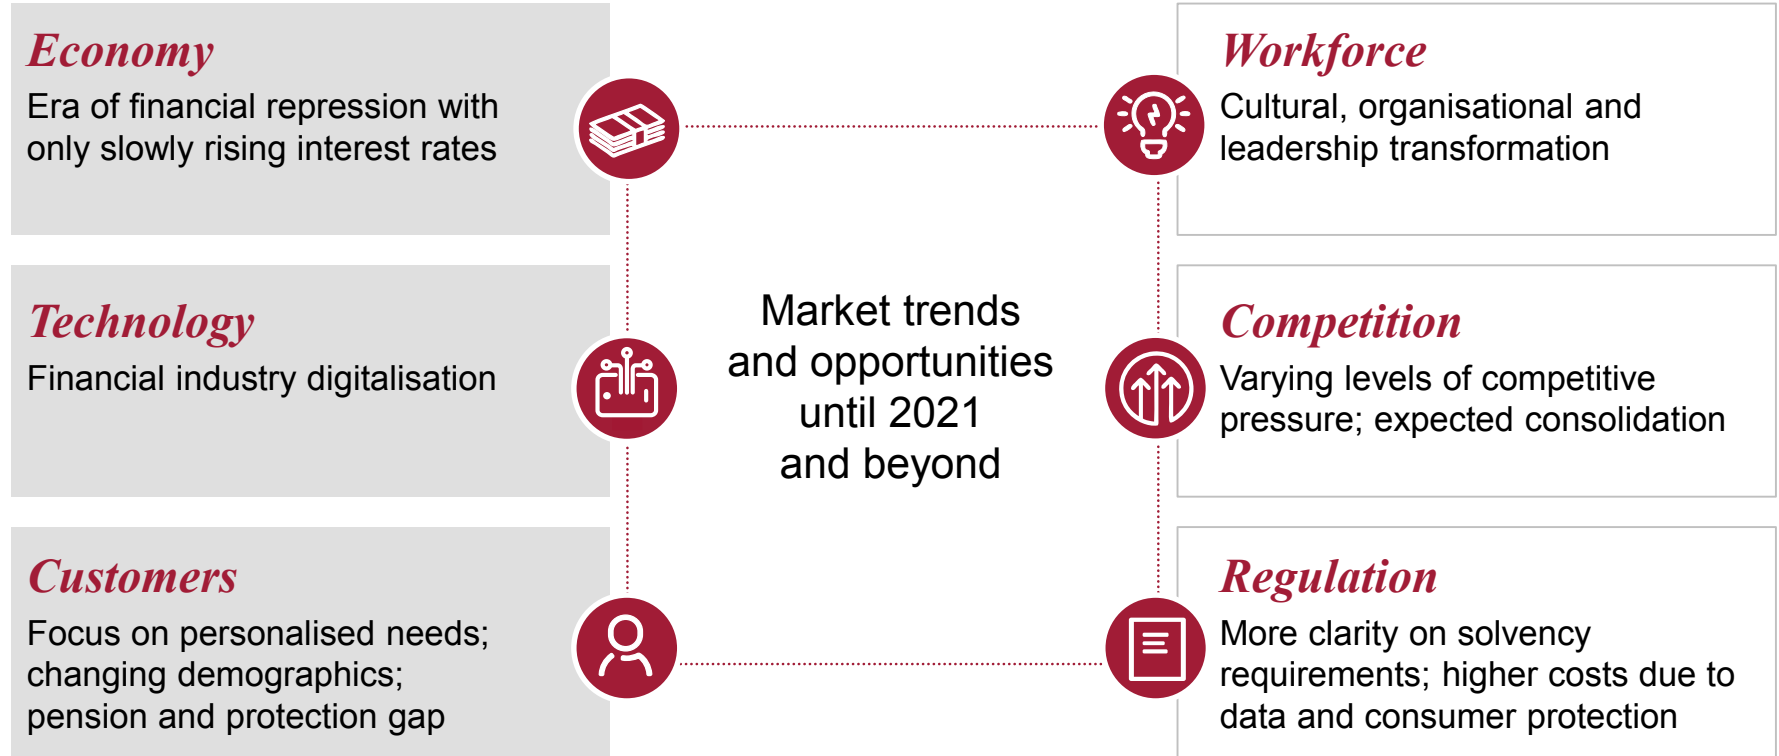 Economy
Era of financial repression with
only slowly rising interest rates
Technology
Financial industry digitalisation
Customers
Focus on personalised needs;
changing demographics;
pension and protection gap
Market trends
and opportunities
until 2021
and beyond
Workforce
Cultural, organisational and
leadership transformation
Competition
Varying levels of competitive
pressure; expected consolidation
Regulation
More clarity on solvency
requirements; higher costs due to
data and consumer protection